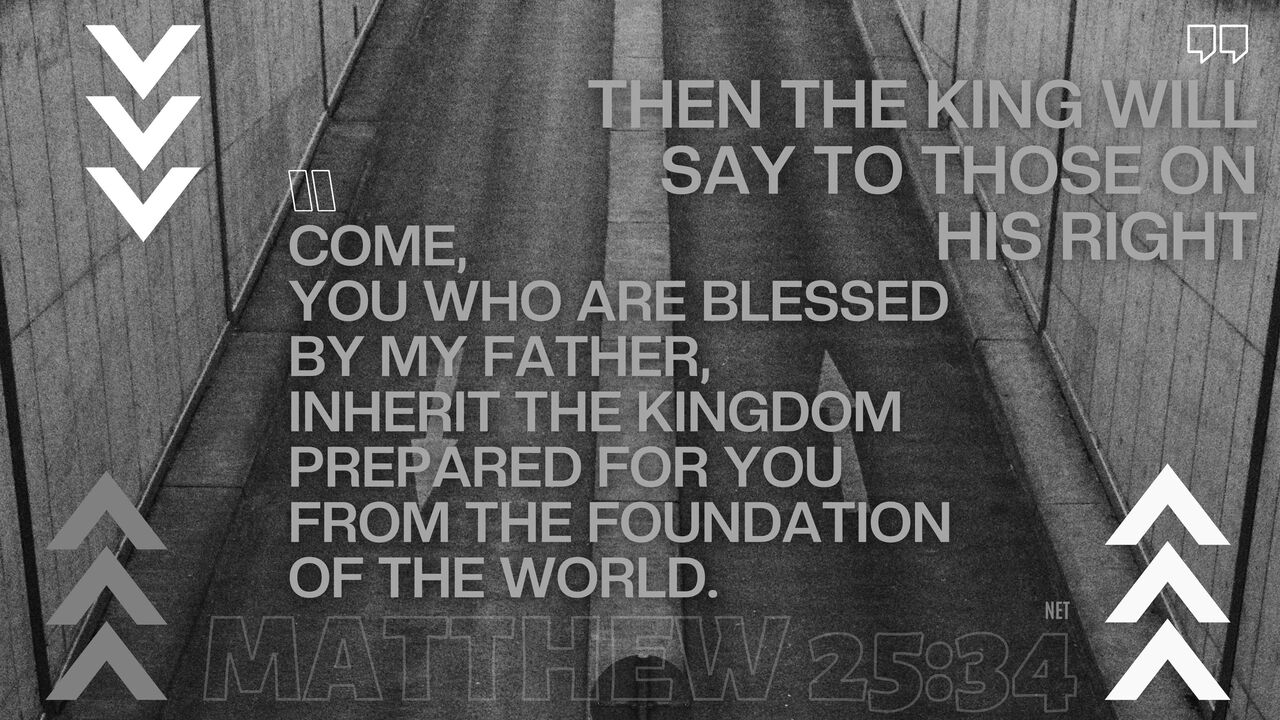 THEN THE KING WILL
SAY TO THOSE ON
HIS RIGHT
COME,
YOU WHO ARE BLESSED
BY MY FATHER,
INHERIT THE KINGDOM
PREPARED FOR YOU
FROM THE FOUNDATION
OF THE WORLD.
NET
MATTHEW 25:34